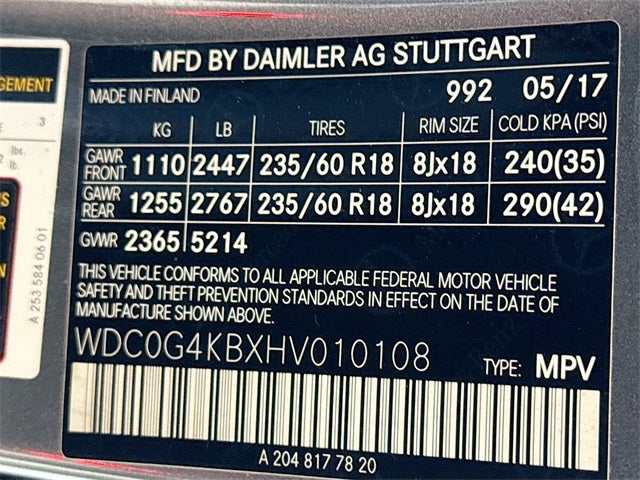 MFD BY DAIMLER AG STUTTGART
MADE IN FINLAND 992 05/17
KG LB TIRES RIM SIZE COLD KPA (PSI)
GAWR FRONT 1110 2447 235/60 R18 8Jx18 240(35)
GAWR REAR 1255 2767 235/60 R18 8Jx18 290(42)
GVWR 2365 5214
THIS VEHICLE CONFORMS TO ALL APPLICABLE FEDERAL MOTOR VEHICLE
SAFETY AND THEFT PREVENTION STANDARDS IN EFFECT ON THE DATE OF
MANUFACTURE SHOWN ABOVE.
WDC0G4KBXHV010108 TYPE: MPV
A 204 817 78 20
GEMENT
3
lbs.
lb.
A 253 584 06 01